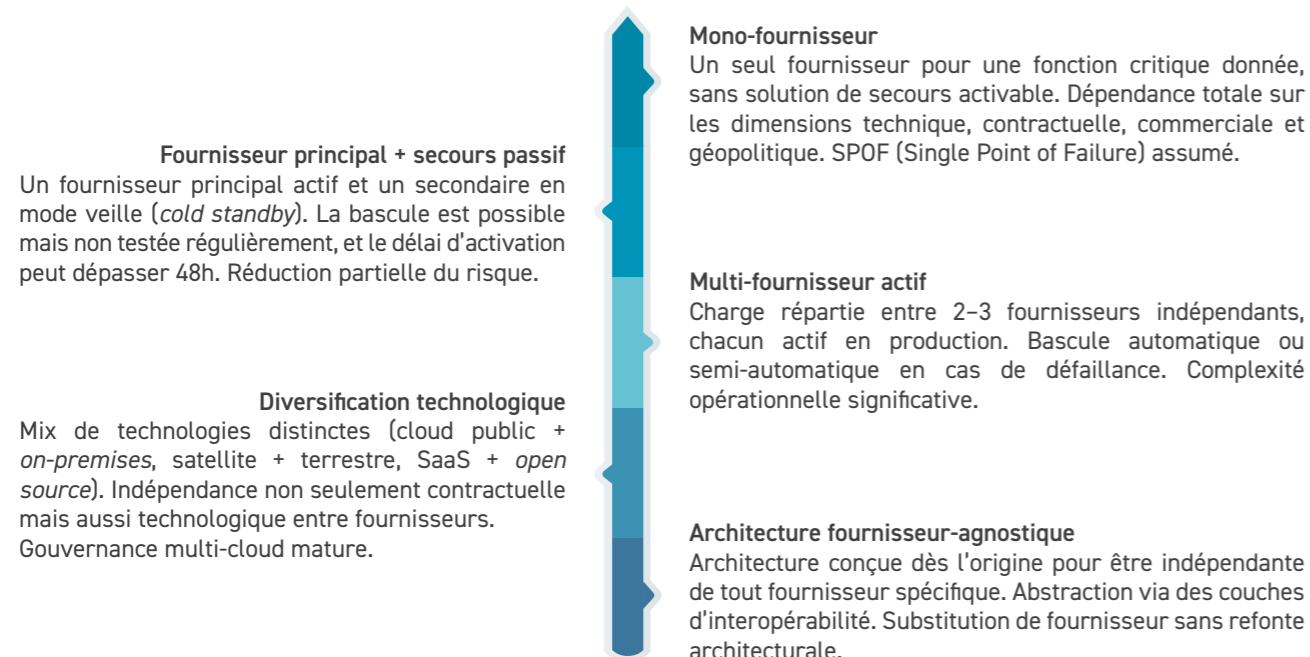 Mono-fournisseur
Un seul fournisseur pour une fonction critique donnée,
sans solution de secours activable. Dépendance totale sur
les dimensions technique, contractuelle, commerciale et
géopolitique. SPOF (Single Point of Failure) assumé.
Fournisseur principal + secours passif
Un fournisseur principal actif et un secondaire en
mode veille (cold standby). La bascule est possible
mais non testée régulièrement, et le délai d'activation
peut dépasser 48h. Réduction partielle du risque.
Multi-fournisseur actif
Charge répartie entre 2–3 fournisseurs indépendants,
chacun actif en production. Bascule automatique ou
semi-automatique en cas de défaillance. Complexité
opérationnelle significative.
Diversification technologique
Mix de technologies distinctes (cloud public +
on-premises, satellite + terrestre, SaaS + open
source). Indépendance non seulement contractuelle
mais aussi technologique entre fournisseurs.
Gouvernance multi-cloud mature.
Architecture fournisseur-agnostique
Architecture conçue dès l'origine pour être indépendante
de tout fournisseur spécifique. Abstraction via des couches
d'interopérabilité. Substitution de fournisseur sans refonte
architecturale.